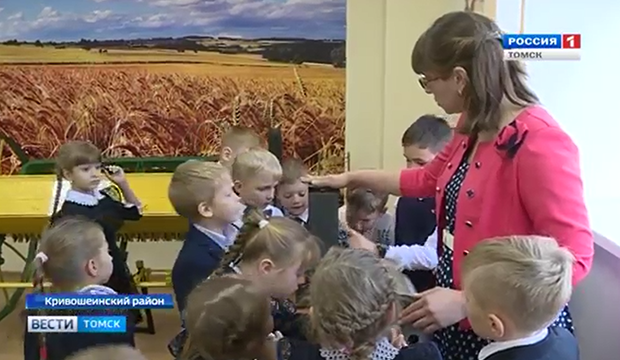 РОССИЯ 1
ТОМСК
Кривошеинский район
ВЕСТИ ТОМСК